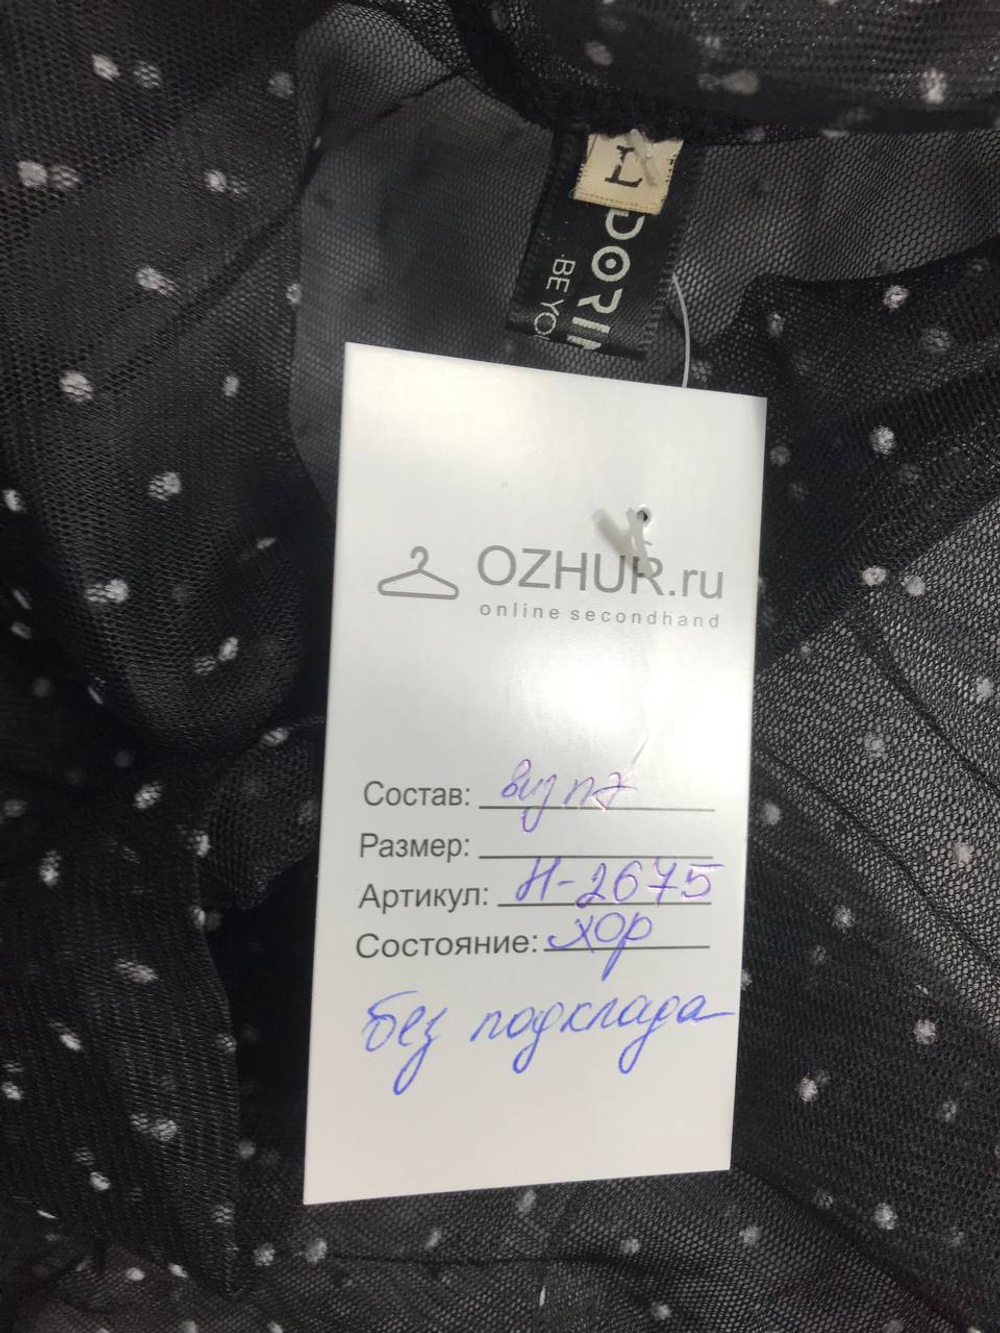 L
DORI
·BE YO
OZHUR.ru
online secondhand
Состав: виз пэ
Размер:
Артикул: Н-2675
Состояние: хор
без подклада